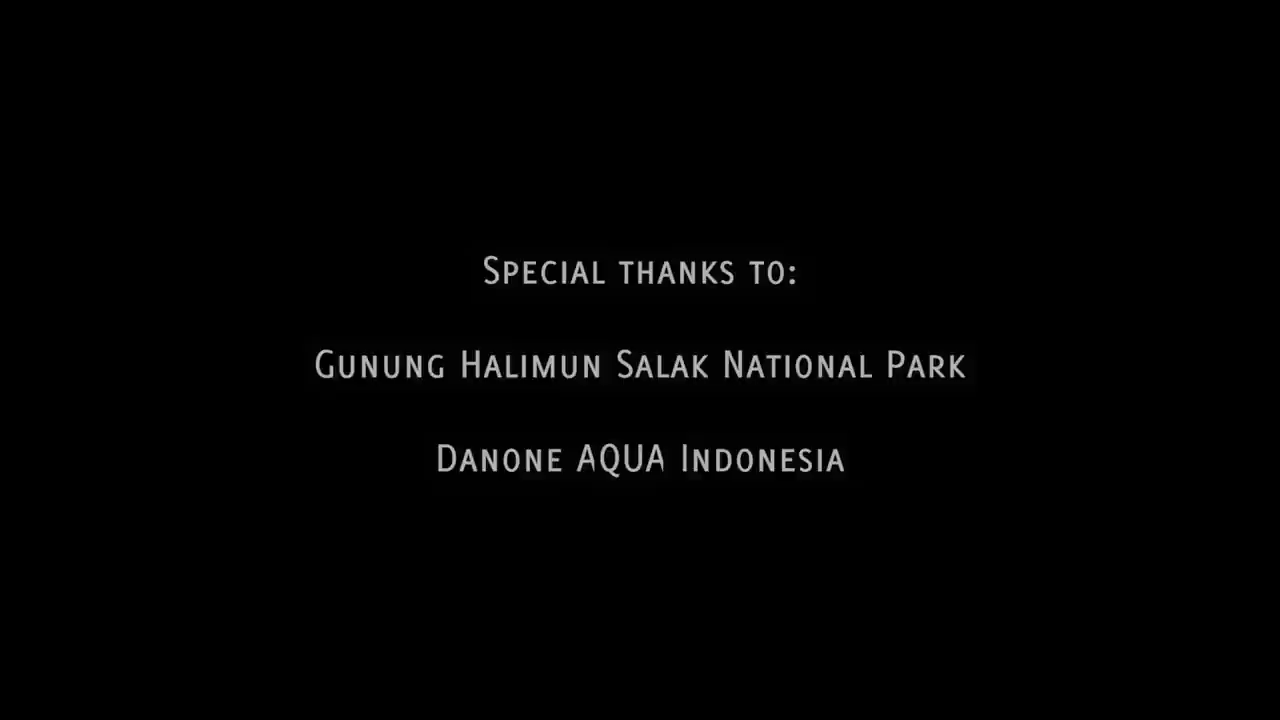 Special thanks to:
Gunung Halimun Salak National Park
Danone AQUA Indonesia